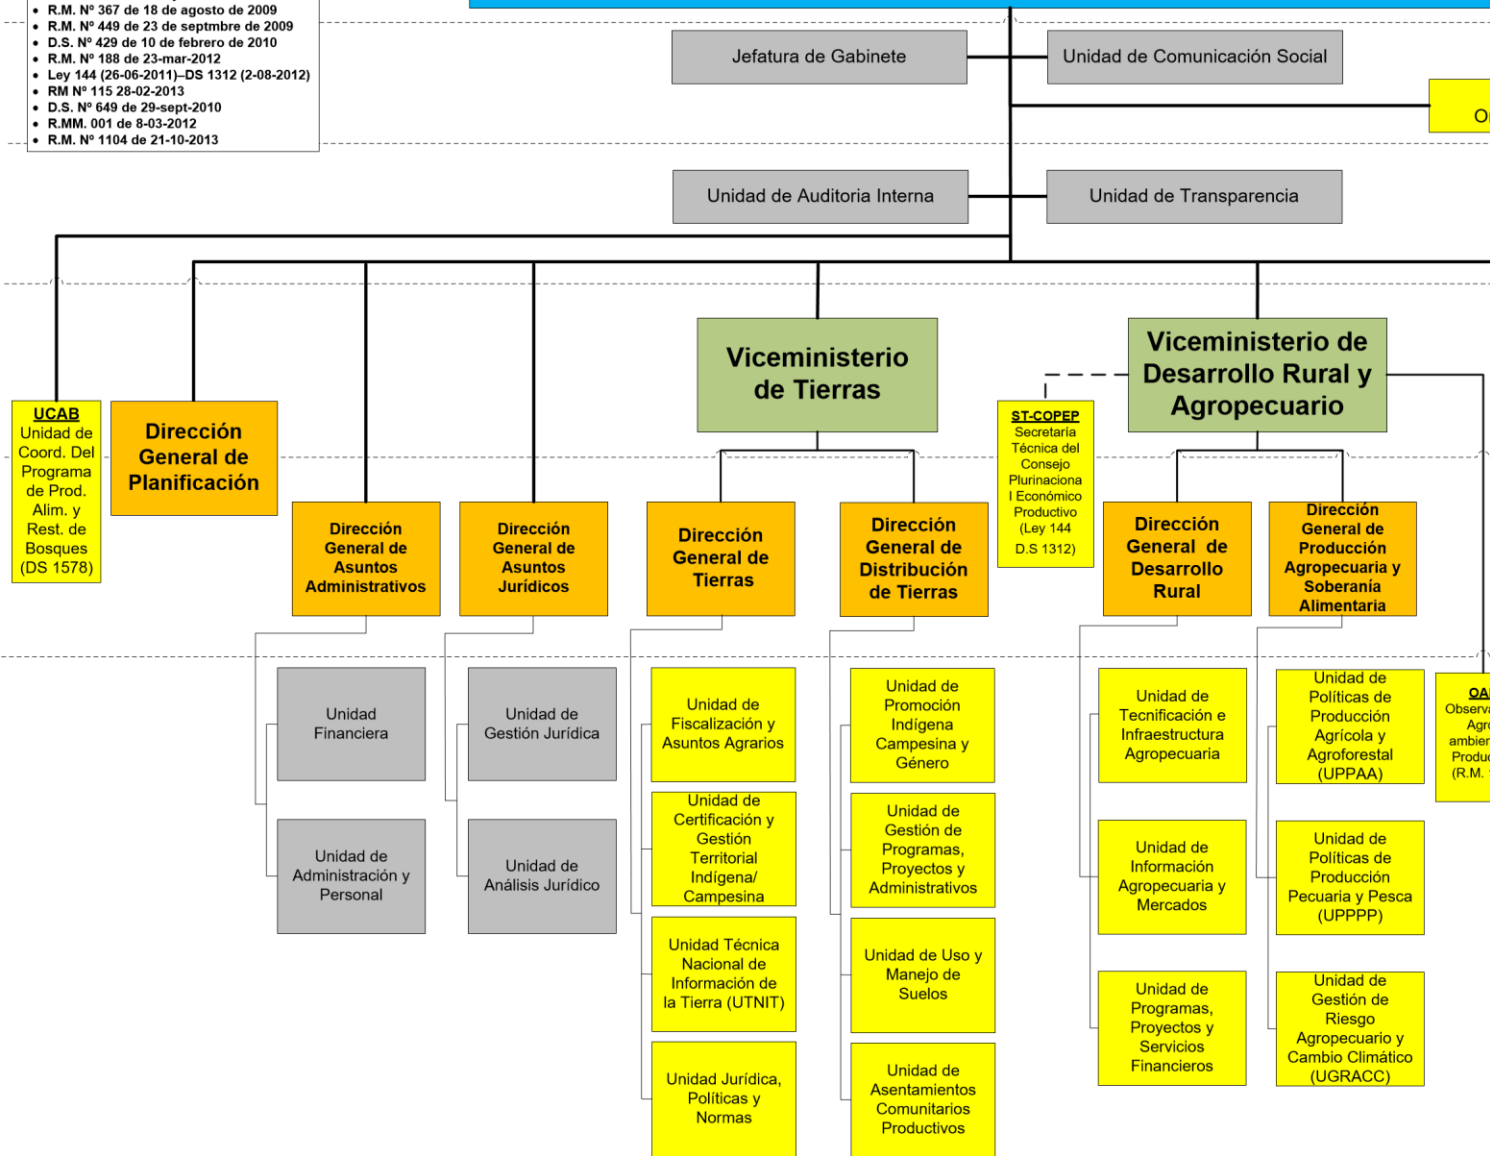 R.M. Nº 367 de 18 de agosto de 2009
R.M. Nº 449 de 23 de septmbre de 2009
D.S. Nº 429 de 10 de febrero de 2010
R.M. Nº 188 de 23-mar-2012
Ley 144 (26-06-2011)–DS 1312 (2-08-2012)
RM Nº 115 28-02-2013
D.S. Nº 649 de 29-sept-2010
R.MM. 001 de 8-03-2012
R.M. Nº 1104 de 21-10-2013
Jefatura de Gabinete
Unidad de Comunicación Social
Unidad de Auditoria Interna
Unidad de Transparencia
Viceministerio
de Tierras
Viceministerio de
Desarrollo Rural y
Agropecuario
UCAB
Unidad de
Coord. Del
Programa
de Prod.
Alim. y
Rest. de
Bosques
(DS 1578)
Dirección
General de
Planificación
ST-COPEP
Secretaría
Técnica del
Consejo
Plurinaciona
l Económico
Productivo
(Ley 144
D.S 1312)
Dirección
General de
Asuntos
Administrativos
Dirección
General de
Asuntos
Jurídicos
Dirección
General de
Tierras
Dirección
General de
Distribución
de Tierras
Dirección
General de
Desarrollo
Rural
Dirección
General de
Producción
Agropecuaria y
Soberanía
Alimentaria
Unidad
Financiera
Unidad de
Administración y
Personal
Unidad de
Gestión Jurídica
Unidad de
Análisis Jurídico
Unidad de
Fiscalización y
Asuntos Agrarios
Unidad de
Certificación y
Gestión
Territorial
Indígena/
Campesina
Unidad Técnica
Nacional de
Información de
la Tierra (UTNIT)
Unidad Jurídica,
Políticas y
Normas
Unidad de
Promoción
Indígena
Campesina y
Género
Unidad de
Gestión de
Programas,
Proyectos y
Administrativos
Unidad de Uso y
Manejo de
Suelos
Unidad de
Asentamientos
Comunitarios
Productivos
Unidad de
Tecnificación e
Infraestructura
Agropecuaria
Unidad de
Información
Agropecuaria y
Mercados
Unidad de
Programas,
Proyectos y
Servicios
Financieros
Unidad de
Políticas de
Producción
Agrícola y
Agroforestal
(UPPAA)
Unidad de
Políticas de
Producción
Pecuaria y Pesca
(UPPPP)
Unidad de
Gestión de
Riesgo
Agropecuario y
Cambio Climático
(UGRACC)
(R.M.